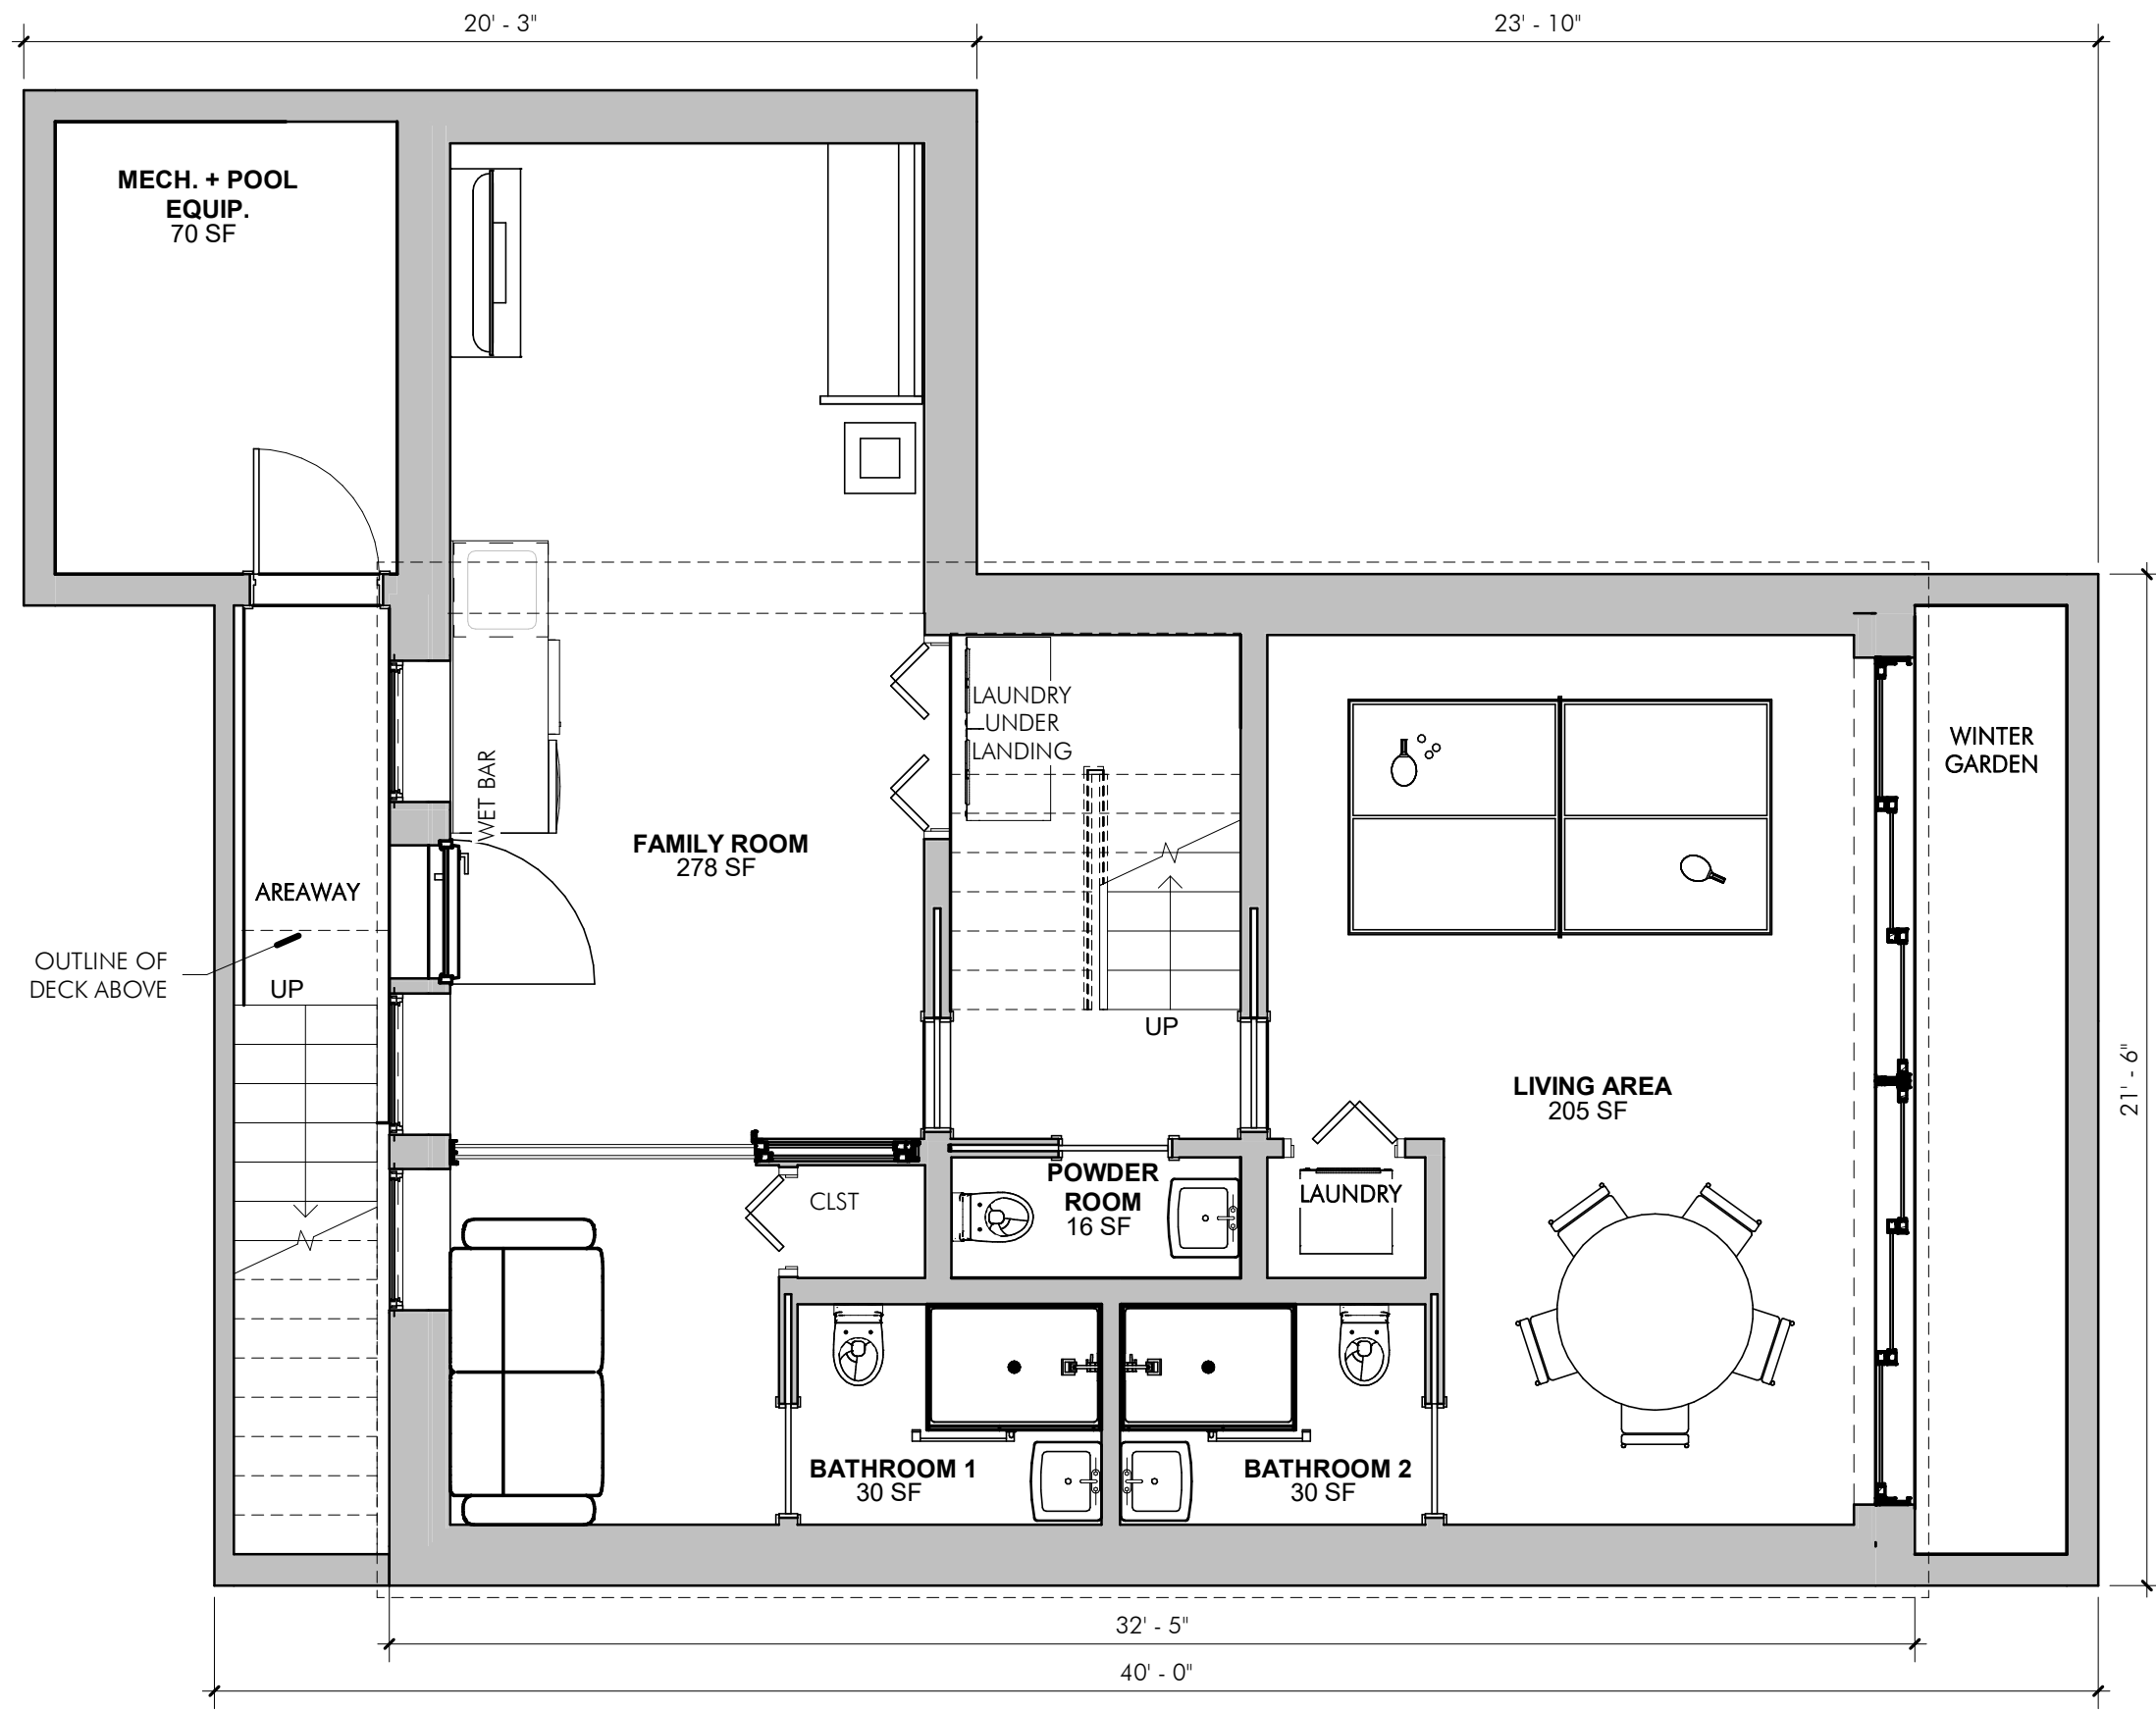 20' - 3"
23' - 10"
MECH. + POOL
EQUIP.
70 SF
LAUNDRY
UNDER
LANDING
WINTER
GARDEN
WET BAR
FAMILY ROOM
278 SF
AREAWAY
OUTLINE OF
DECK ABOVE
UP
UP
LIVING AREA
205 SF
21' - 6"
POWDER
ROOM
16 SF
CLST
LAUNDRY
BATHROOM 1
30 SF
BATHROOM 2
30 SF
32' - 5"
40' - 0"